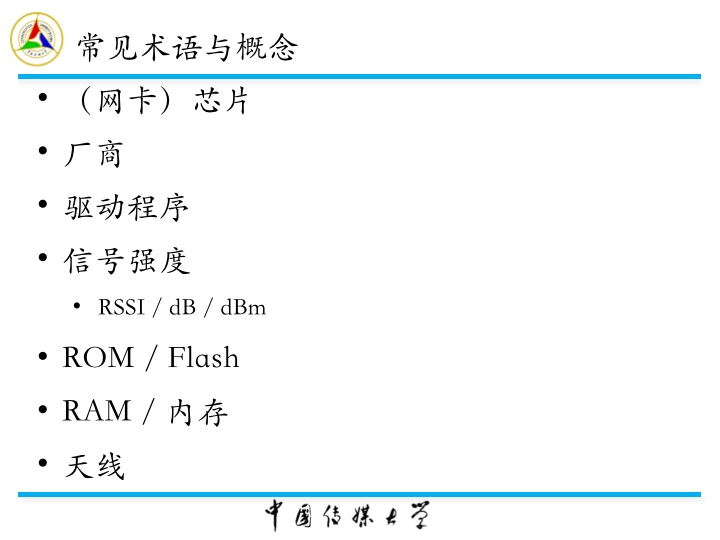 常见术语与概念
• （网卡）芯片
• 厂商
• 驱动程序
• 信号强度
• RSSI / dB / dBm
• ROM / Flash
• RAM / 内存
• 天线
中国传媒大学